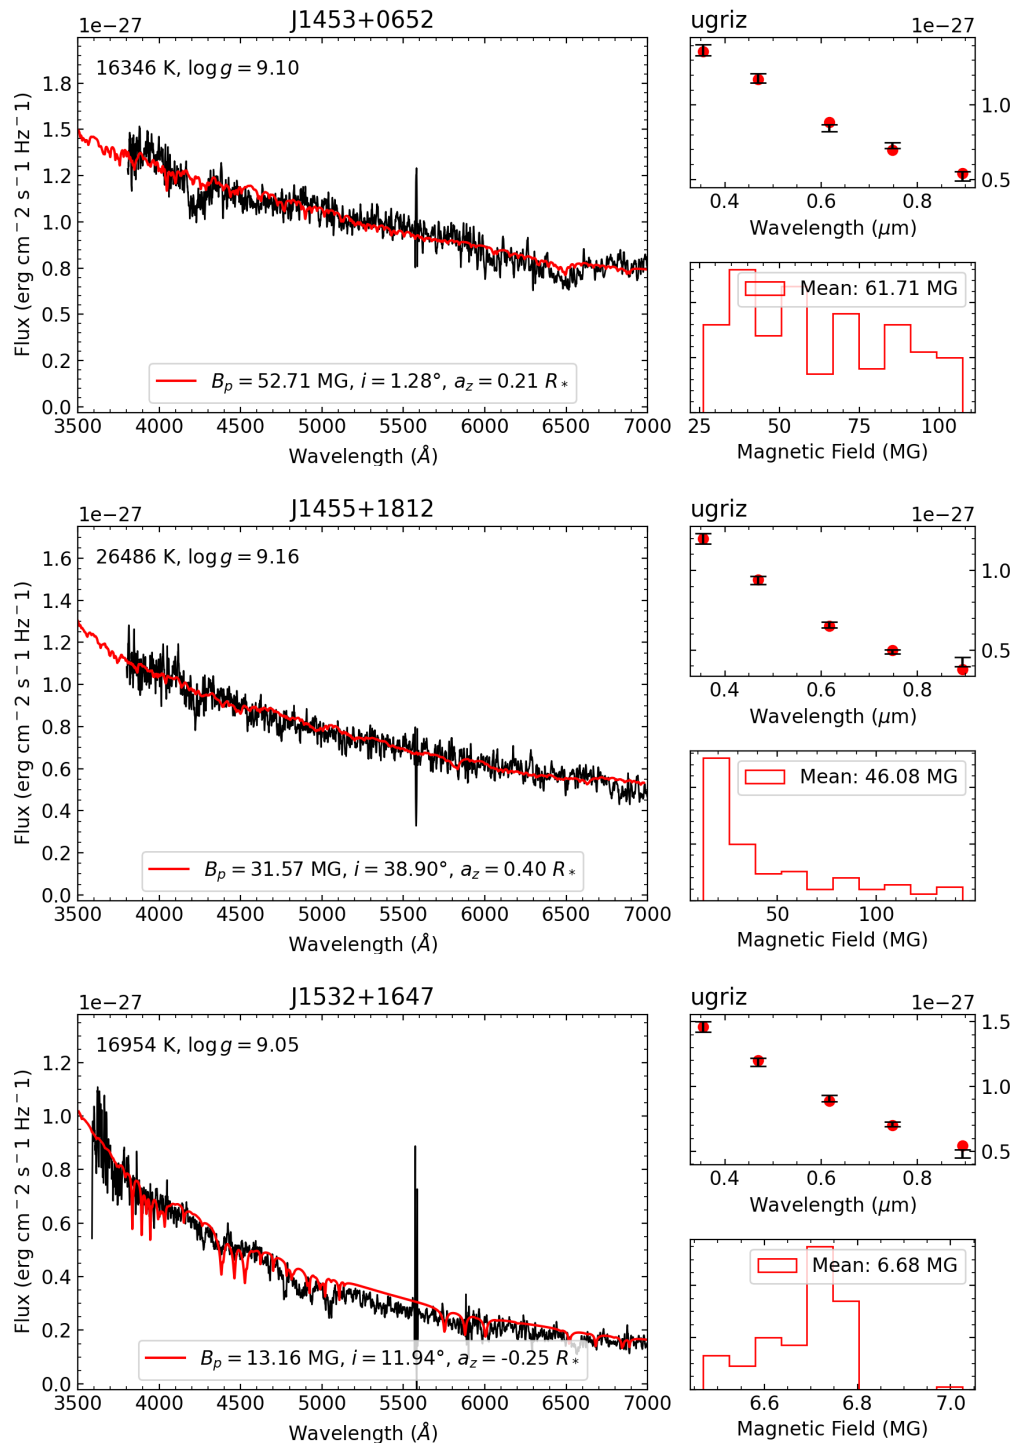 1e−27
J1453+0652
ugriz
1e−27
16346 K, log g = 9.10
1.8
1.5
1.2
1.0
0.8
0.5
0.2
0.0
Flux (erg cm−2 s−1 Hz−1)
B_p = 52.71 MG, i = 1.28°, a_z = 0.21 R_*
3500 4000 4500 5000 5500 6000 6500 7000
Wavelength (Å)
1.0
0.5
0.4 0.6 0.8
Wavelength (μm)
Mean: 61.71 MG
25 50 75 100
Magnetic Field (MG)
1e−27
J1455+1812
ugriz
1e−27
26486 K, log g = 9.16
1.6
1.4
1.2
1.0
0.8
0.6
0.4
0.2
0.0
Flux (erg cm−2 s−1 Hz−1)
B_p = 31.57 MG, i = 38.90°, a_z = 0.40 R_*
3500 4000 4500 5000 5500 6000 6500 7000
Wavelength (Å)
1.0
0.5
0.4 0.6 0.8
Wavelength (μm)
Mean: 46.08 MG
50 100
Magnetic Field (MG)
1e−27
J1532+1647
ugriz
1e−27
16954 K, log g = 9.05
1.2
1.0
0.8
0.6
0.4
0.2
0.0
Flux (erg cm−2 s−1 Hz−1)
B_p = 13.16 MG, i = 11.94°, a_z = -0.25 R_*
3500 4000 4500 5000 5500 6000 6500 7000
Wavelength (Å)
1.5
1.0
0.5
0.4 0.6 0.8
Wavelength (μm)
Mean: 6.68 MG
6.6 6.8 7.0
Magnetic Field (MG)